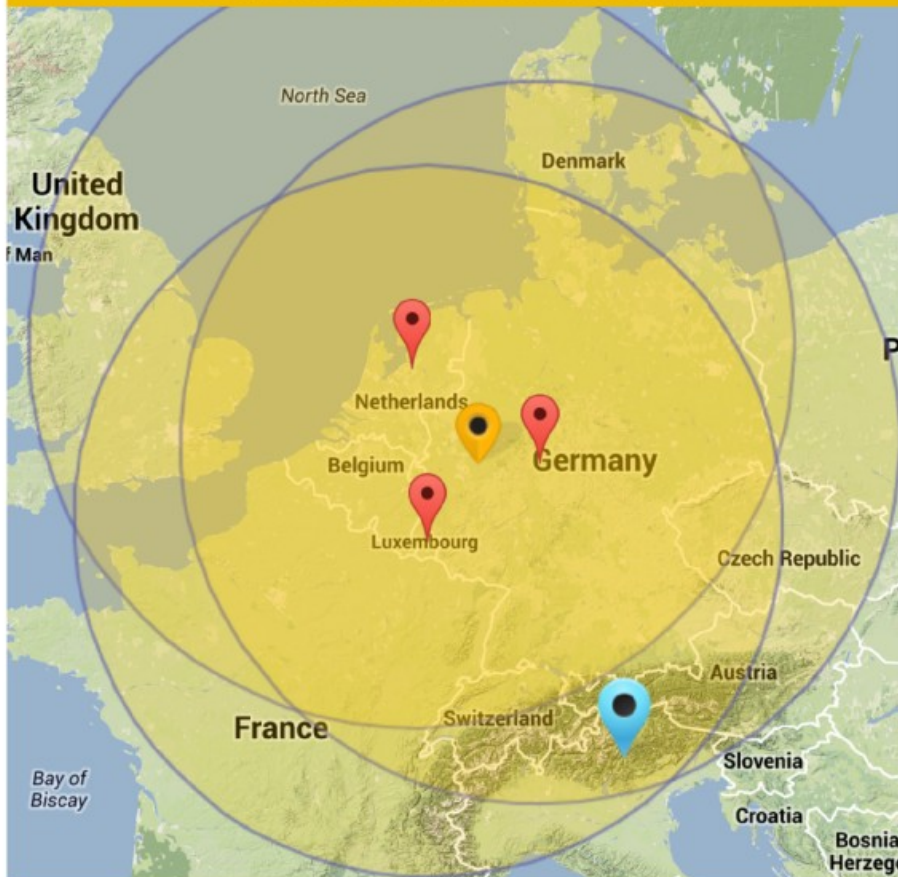 North Sea
Denmark
United
Kingdom
f Man
P
Netherlands
Belgium
Germany
Luxembourg
Czech Republic
Austria
Switzerland
France
Slovenia
Bay of
Biscay
Croatia
Bosnia
Herzeg